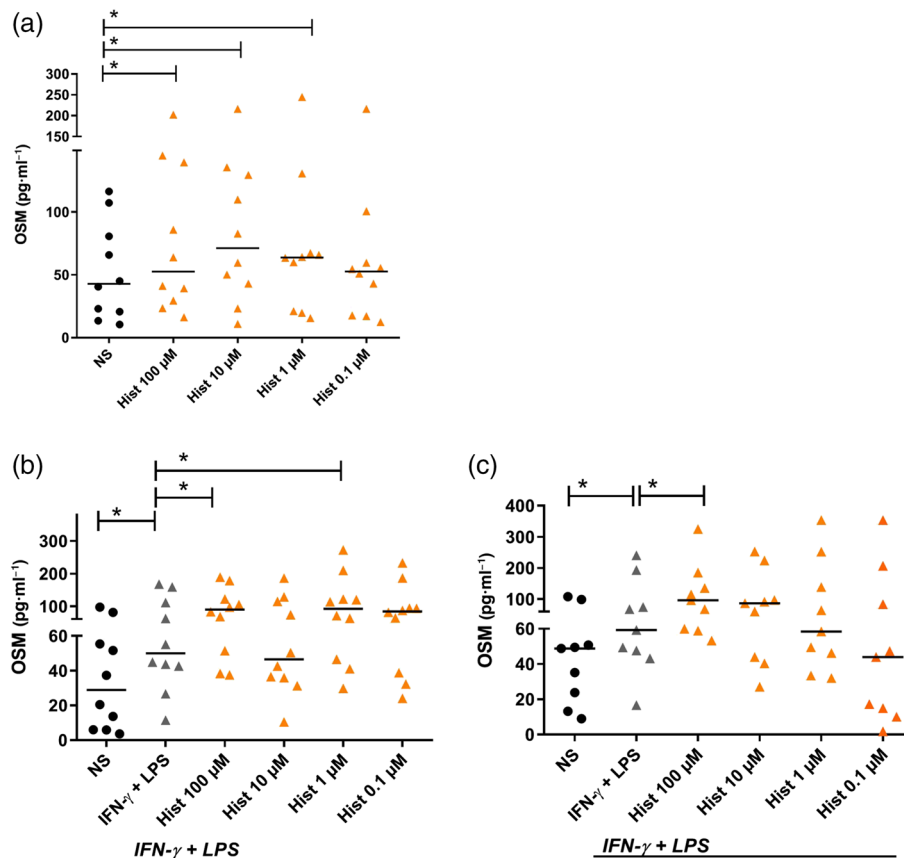 (a)
*
*
*
300
250
200
150
100
50
0
OSM (pg·ml⁻¹)
NS
Hist 100 µM
Hist 10 µM
Hist 1 µM
Hist 0.1 µM
(b)
*
*
*
300
200
100
60
40
20
0
OSM (pg·ml⁻¹)
NS
IFN-γ + LPS
Hist 100 µM
Hist 10 µM
Hist 1 µM
Hist 0.1 µM
IFN-γ + LPS
(c)
*
*
400
300
200
100
60
40
20
0
OSM (pg·ml⁻¹)
NS
IFN-γ + LPS
Hist 100 µM
Hist 10 µM
Hist 1 µM
Hist 0.1 µM
IFN-γ + LPS